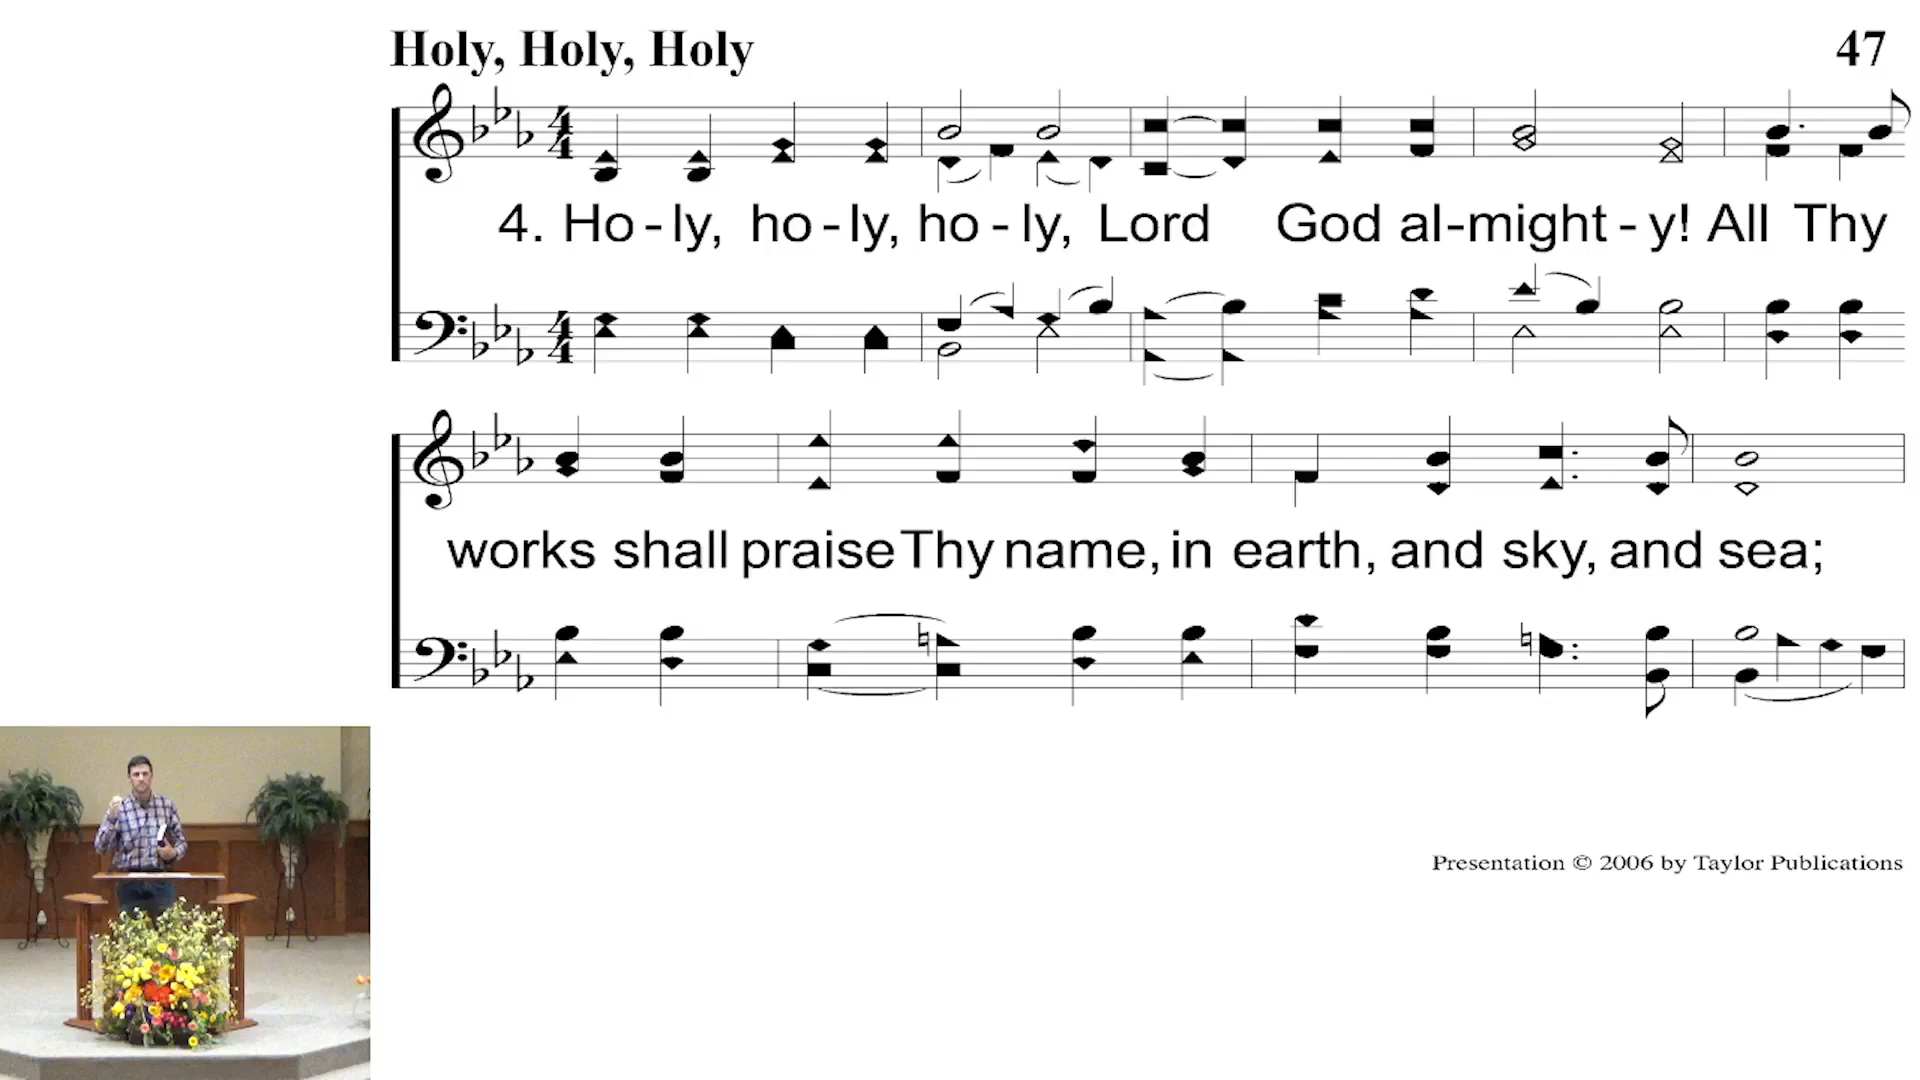 Holy, Holy, Holy 47
4. Ho-ly, ho-ly, ho-ly, Lord God al-might-y! All Thy
works shall praise Thy name, in earth, and sky, and sea;
Presentation © 2006 by Taylor Publications